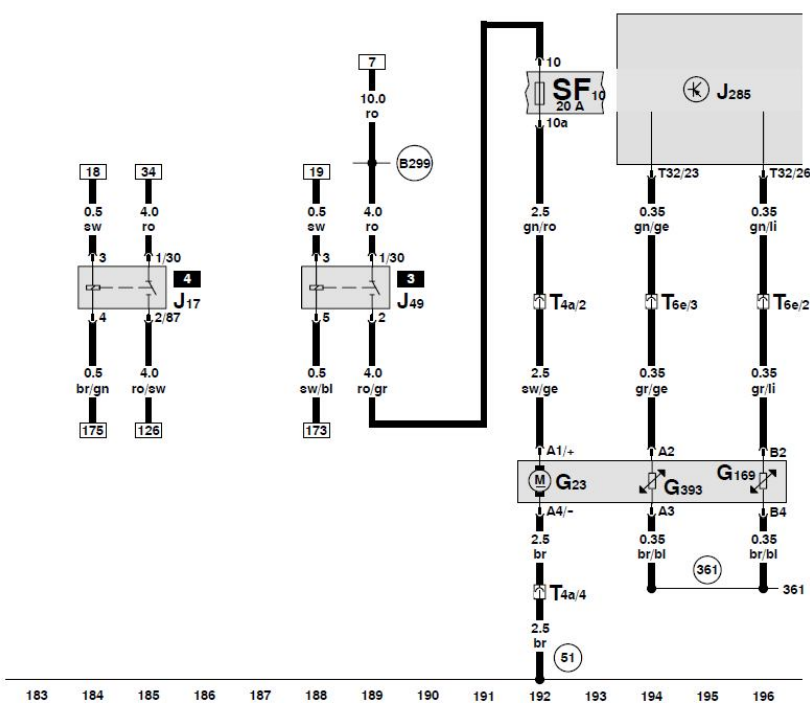 7
10
SF10
20 A
J285
10.0
ro
10a
B299
18
34
19
T32/23
T32/26
0.5
sw
4.0
ro
0.5
sw
4.0
ro
2.5
gn/ro
0.35
gn/ge
0.35
gn/li
3
1/30
4
J17
3
1/30
3
J49
T4a/2
T6e/3
T6e/2
4
2/87
5
2
0.5
br/gn
4.0
ro/sw
0.5
sw/bl
4.0
ro/gr
2.5
sw/ge
0.35
gr/ge
0.35
gr/li
175
126
173
A1/+
A2
B2
M
G23
G393
G169
A4/-
A3
B4
2.5
br
0.35
br/bl
0.35
br/bl
361
361
T4a/4
2.5
br
51
183 184 185 186 187 188 189 190 191 192 193 194 195 196